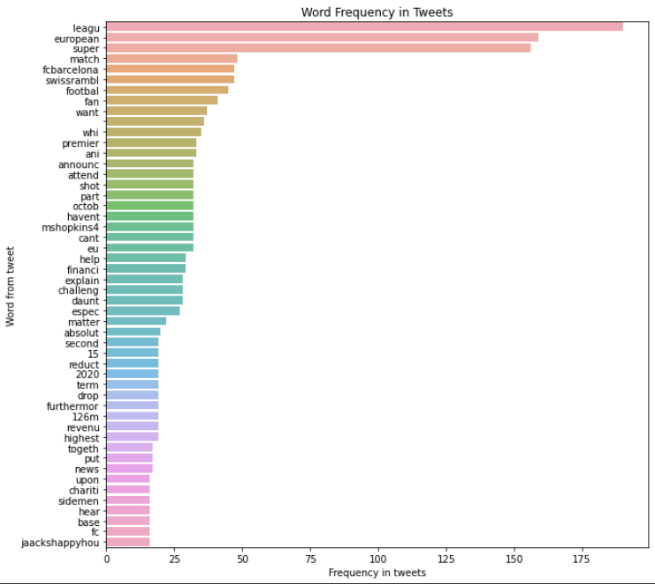 Word Frequency in Tweets
Word from tweet
leagu
european
super
match
fcbarcelona
swissrambl
footbal
fan
want
whi
premier
ani
announc
attend
shot
part
octob
havent
mshopkins4
cant
eu
help
financi
explain
challeng
daunt
espec
matter
absolut
second
15
reduct
2020
term
drop
furthermor
126m
revenu
highest
togeth
put
news
upon
chariti
sidemen
hear
base
fc
jaackshappyhou
0 25 50 75 100 125 150 175
Frequency in tweets